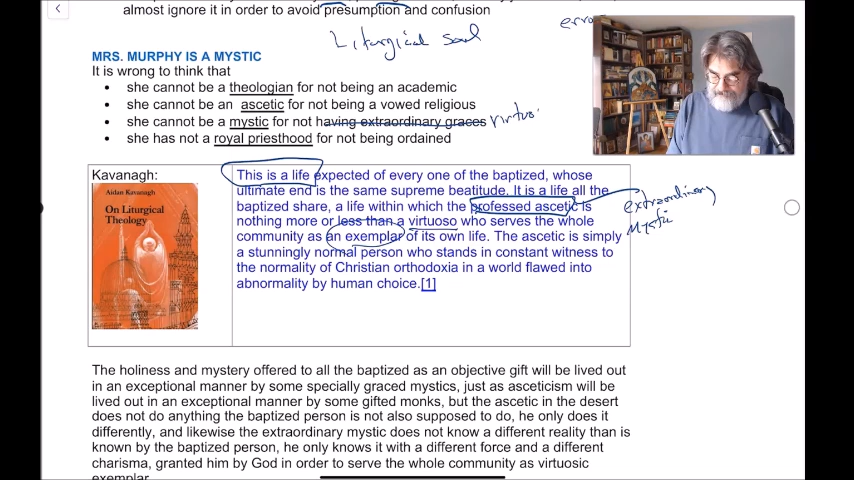 almost ignore it in order to avoid presumption and confusion
Liturgical soul
MRS. MURPHY IS A MYSTIC
It is wrong to think that
• she cannot be a theologian for not being an academic
• she cannot be an ascetic for not being a vowed religious
• she cannot be a mystic for not having extraordinary graces virtuo
• she has not a royal priesthood for not being ordained
Kavanagh:
Aidan Kavanagh
On Liturgical
Theology
This is a life expected of every one of the baptized, whose
ultimate end is the same supreme beatitude. It is a life all the
baptized share, a life within which the professed ascetic is
nothing more or less than a virtuoso who serves the whole
community as an exemplar of its own life. The ascetic is simply
a stunningly normal person who stands in constant witness to
the normality of Christian orthodoxia in a world flawed into
abnormality by human choice.[1]
extraordinary
mystic
The holiness and mystery offered to all the baptized as an objective gift will be lived out
in an exceptional manner by some specially graced mystics, just as asceticism will be
lived out in an exceptional manner by some gifted monks, but the ascetic in the desert
does not do anything the baptized person is not also supposed to do, he only does it
differently, and likewise the extraordinary mystic does not know a different reality than is
known by the baptized person, he only knows it with a different force and a different
charisma, granted him by God in order to serve the whole community as virtuosic
exemplar